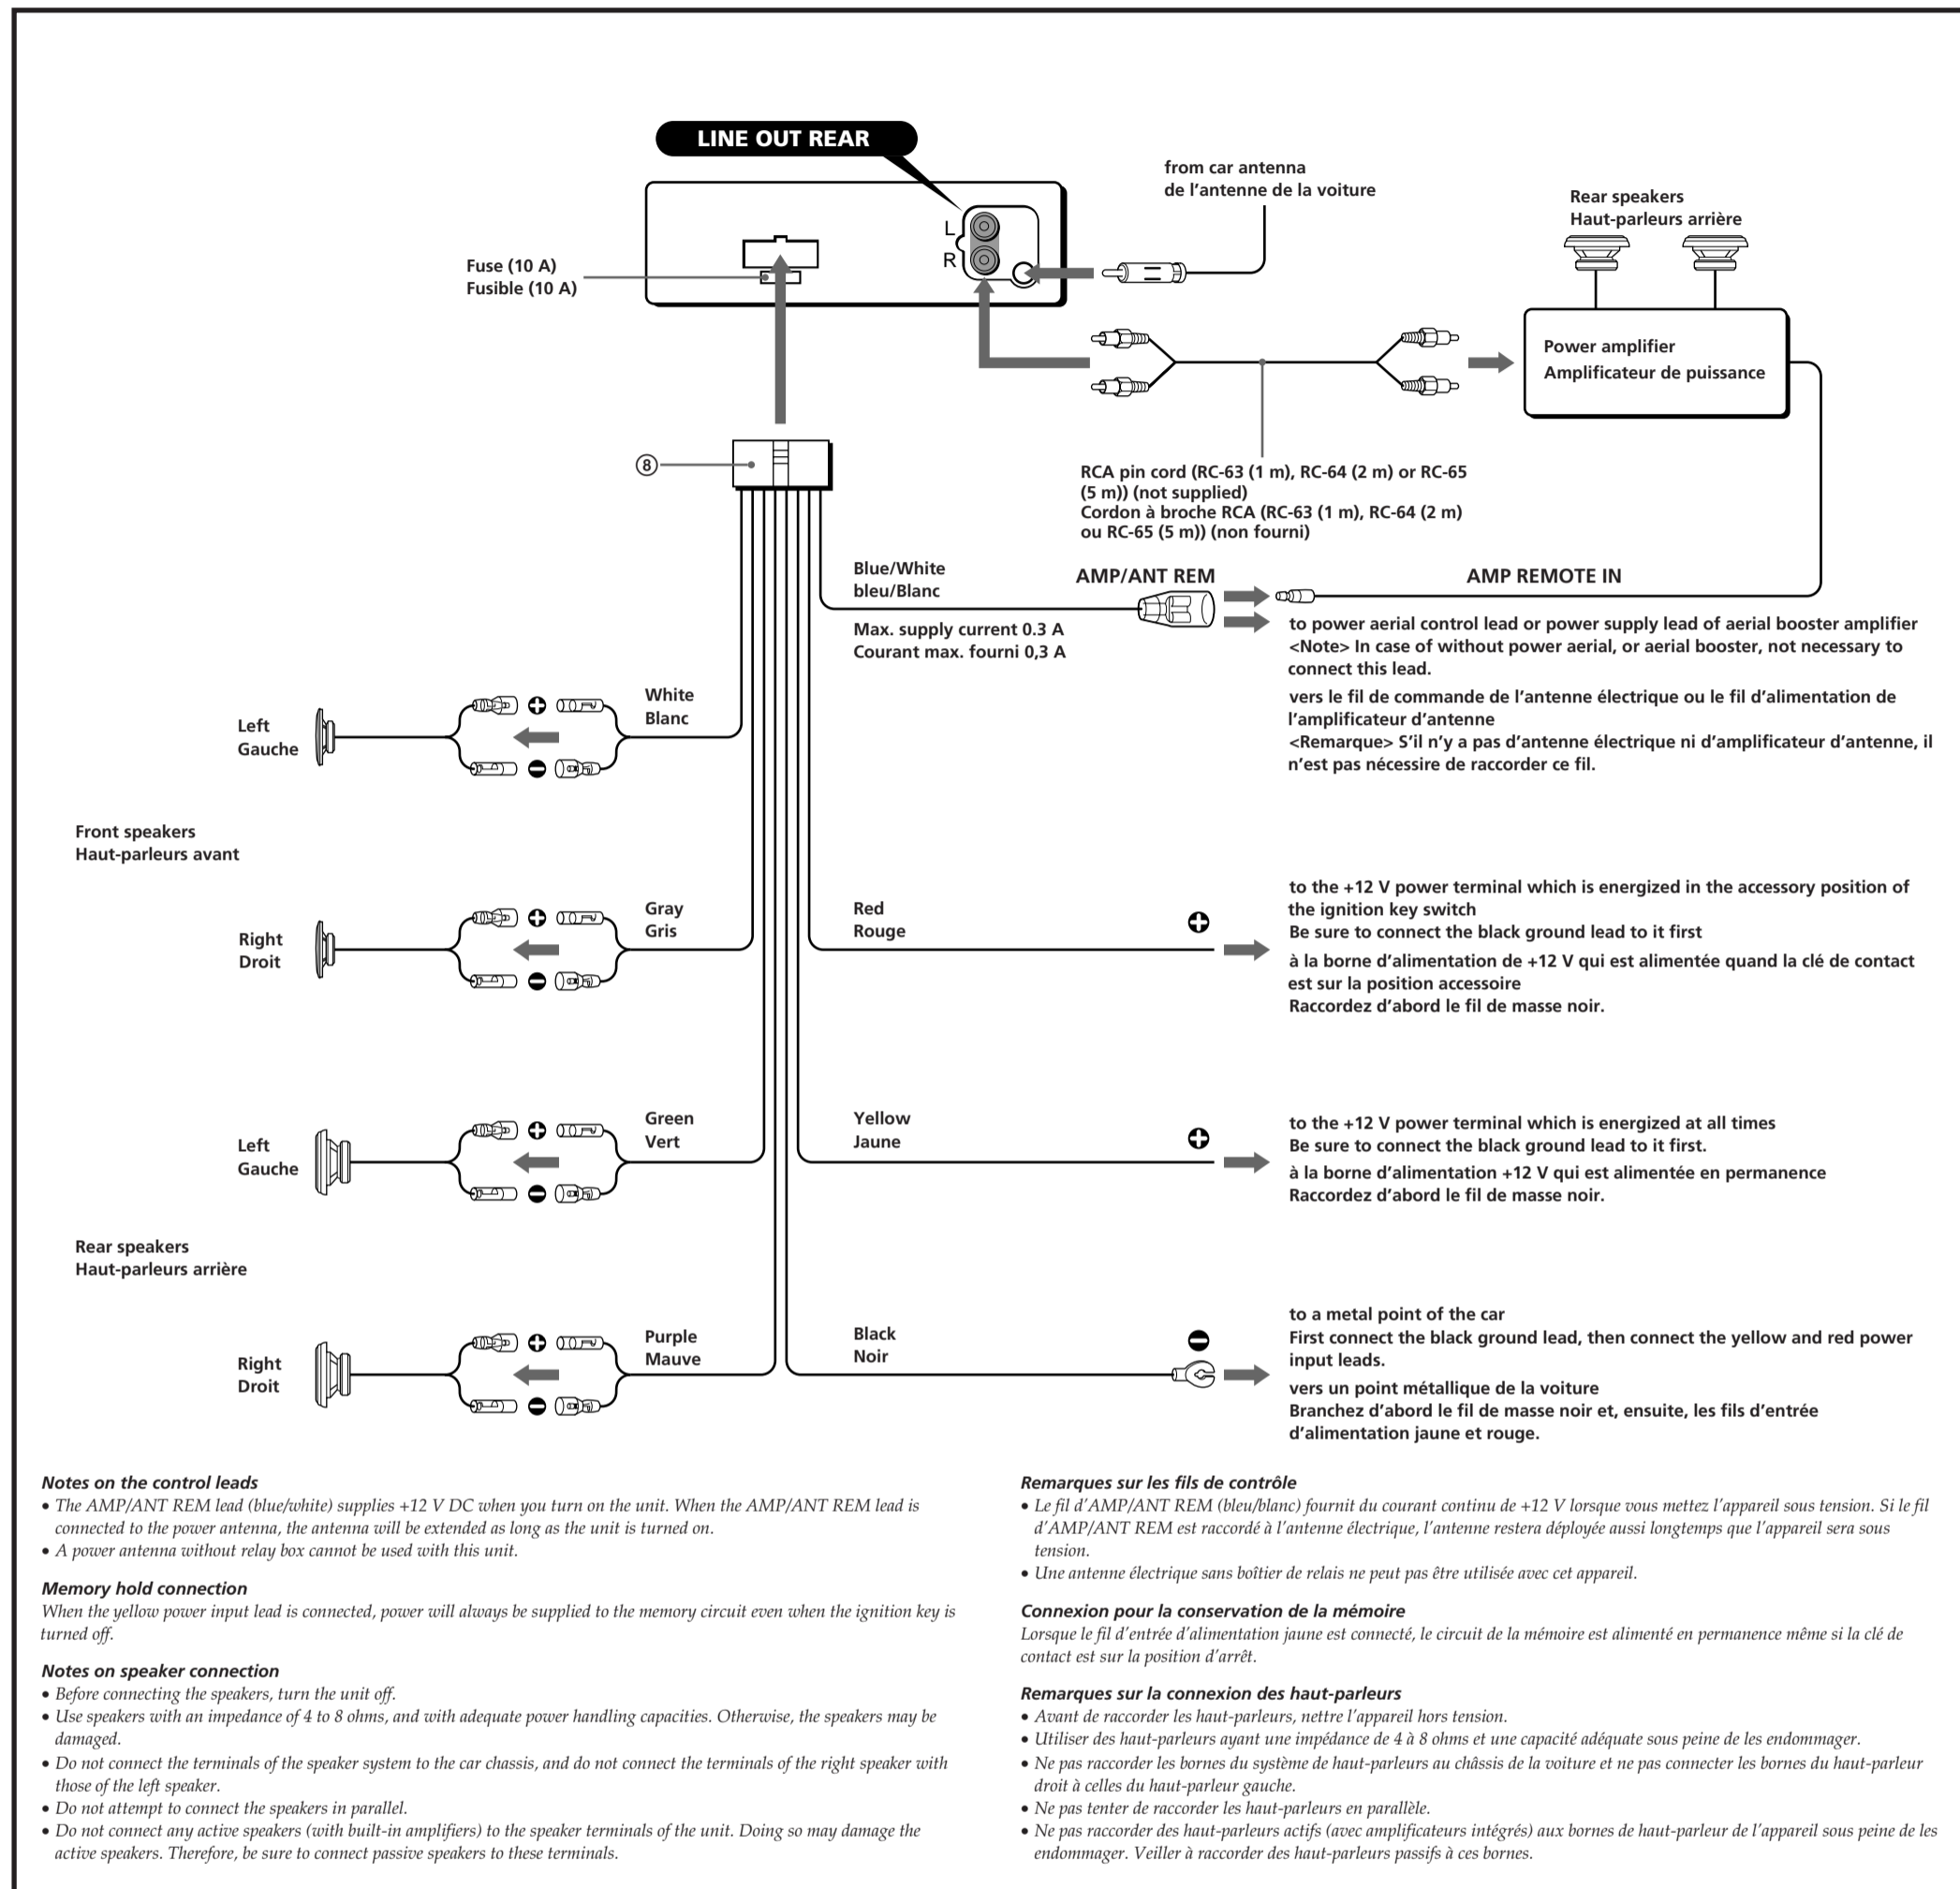 LINE OUT REAR
from car antenna
de l'antenne de la voiture
Rear speakers
Haut-parleurs arrière
L
R
Fuse (10 A)
Fusible (10 A)
Power amplifier
Amplificateur de puissance
⑧
RCA pin cord (RC-63 (1 m), RC-64 (2 m) or RC-65
(5 m)) (not supplied)
Cordon à broche RCA (RC-63 (1 m), RC-64 (2 m)
ou RC-65 (5 m)) (non fourni)
Blue/White
bleu/Blanc
AMP/ANT REM
AMP REMOTE IN
Max. supply current 0.3 A
Courant max. fourni 0,3 A
to power aerial control lead or power supply lead of aerial booster amplifier
<Note> In case of without power aerial, or aerial booster, not necessary to
connect this lead.
vers le fil de commande de l'antenne électrique ou le fil d'alimentation de
l'amplificateur d'antenne
<Remarque> S'il n'y a pas d'antenne électrique ni d'amplificateur d'antenne, il
n'est pas nécessire de raccorder ce fil.
White
Blanc
Left
Gauche
Front speakers
Haut-parleurs avant
Gray
Gris
Right
Droit
Red
Rouge
to the +12 V power terminal which is energized in the accessory position of
the ignition key switch
Be sure to connect the black ground lead to it first
à la borne d'alimentation de +12 V qui est alimentée quand la clé de contact
est sur la position accessoire
Raccordez d'abord le fil de masse noir.
Green
Vert
Left
Gauche
Yellow
Jaune
to the +12 V power terminal which is energized at all times
Be sure to connect the black ground lead to it first.
à la borne d'alimentation +12 V qui est alimentée en permanence
Raccordez d'abord le fil de masse noir.
Rear speakers
Haut-parleurs arrière
Purple
Mauve
Right
Droit
Black
Noir
to a metal point of the car
First connect the black ground lead, then connect the yellow and red power
input leads.
vers un point métallique de la voiture
Branchez d'abord le fil de masse noir et, ensuite, les fils d'entrée
d'alimentation jaune et rouge.
Notes on the control leads
• The AMP/ANT REM lead (blue/white) supplies +12 V DC when you turn on the unit. When the AMP/ANT REM lead is
connected to the power antenna, the antenna will be extended as long as the unit is turned on.
• A power antenna without relay box cannot be used with this unit.
Memory hold connection
When the yellow power input lead is connected, power will always be supplied to the memory circuit even when the ignition key is
turned off.
Notes on speaker connection
• Before connecting the speakers, turn the unit off.
• Use speakers with an impedance of 4 to 8 ohms, and with adequate power handling capacities. Otherwise, the speakers may be
damaged.
• Do not connect the terminals of the speaker system to the car chassis, and do not connect the terminals of the right speaker with
those of the left speaker.
• Do not attempt to connect the speakers in parallel.
• Do not connect any active speakers (with built-in amplifiers) to the speaker terminals of the unit. Doing so may damage the
active speakers. Therefore, be sure to connect passive speakers to these terminals.
Remarques sur les fils de contrôle
• Le fil d'AMP/ANT REM (bleu/blanc) fournit du courant continu de +12 V lorsque vous mettez l'appareil sous tension. Si le fil
d'AMP/ANT REM est raccordé à l'antenne électrique, l'antenne restera déployée aussi longtemps que l'appareil sera sous
tension.
• Une antenne électrique sans boîtier de relais ne peut pas être utilisée avec cet appareil.
Connexion pour la conservation de la mémoire
Lorsque le fil d'entrée d'alimentation jaune est connecté, le circuit de la mémoire est alimenté en permanence même si la clé de
contact est sur la position d'arrêt.
Remarques sur la connexion des haut-parleurs
• Avant de raccorder les haut-parleurs, nettre l'appareil hors tension.
• Utiliser des haut-parleurs ayant une impédance de 4 à 8 ohms et une capacité adéquate sous peine de les endommager.
• Ne pas raccorder les bornes du système de haut-parleurs au châssis de la voiture et ne pas connecter les bornes du haut-parleur
droit à celles du haut-parleur gauche.
• Ne pas tenter de raccorder les haut-parleurs en parallèle.
• Ne pas raccorder des haut-parleurs actifs (avec amplificateurs intégrés) aux bornes de haut-parleur de l'appareil sous peine de les
endommager. Veiller à raccorder des haut-parleurs passifs à ces bornes.